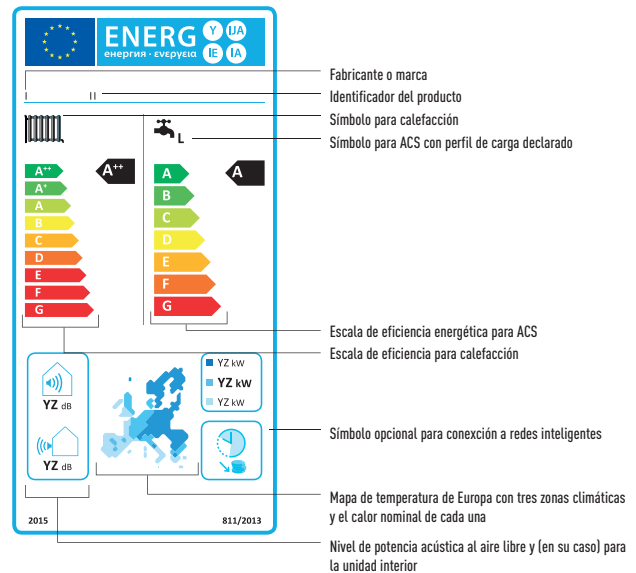 ENERG Y IJA
енергия · ενεργεια IE IA
Fabricante o marca
I II
Identificador del producto
Símbolo para calefacción
L
Símbolo para ACS con perfil de carga declarado
A++ A++
A+
A
B
C
D
E
F
G
A A
B
C
D
E
F
G
Escala de eficiencia energética para ACS
Escala de eficiencia para calefacción
YZ dB
YZ dB
YZ kW
YZ kW
YZ kW
Símbolo opcional para conexión a redes inteligentes
Mapa de temperatura de Europa con tres zonas climáticas
y el calor nominal de cada una
2015 811/2013
Nivel de potencia acústica al aire libre y (en su caso) para
la unidad interior